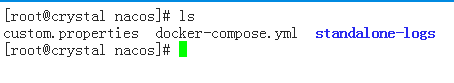 [root@crystal nacos]# ls
custom.properties  docker-compose.yml  standalone-logs
[root@crystal nacos]#